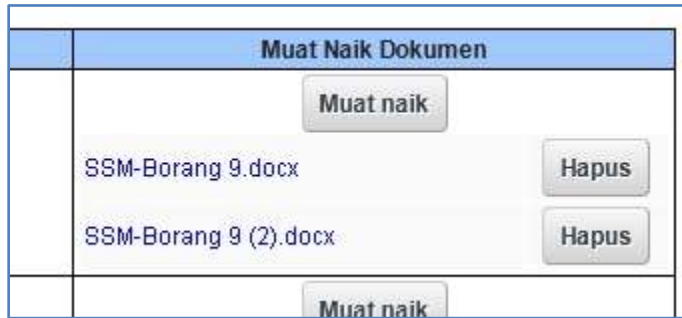 Muat Naik Dokumen
Muat naik
SSM-Borang 9.docx Hapus
SSM-Borang 9 (2).docx Hapus
Muat naik